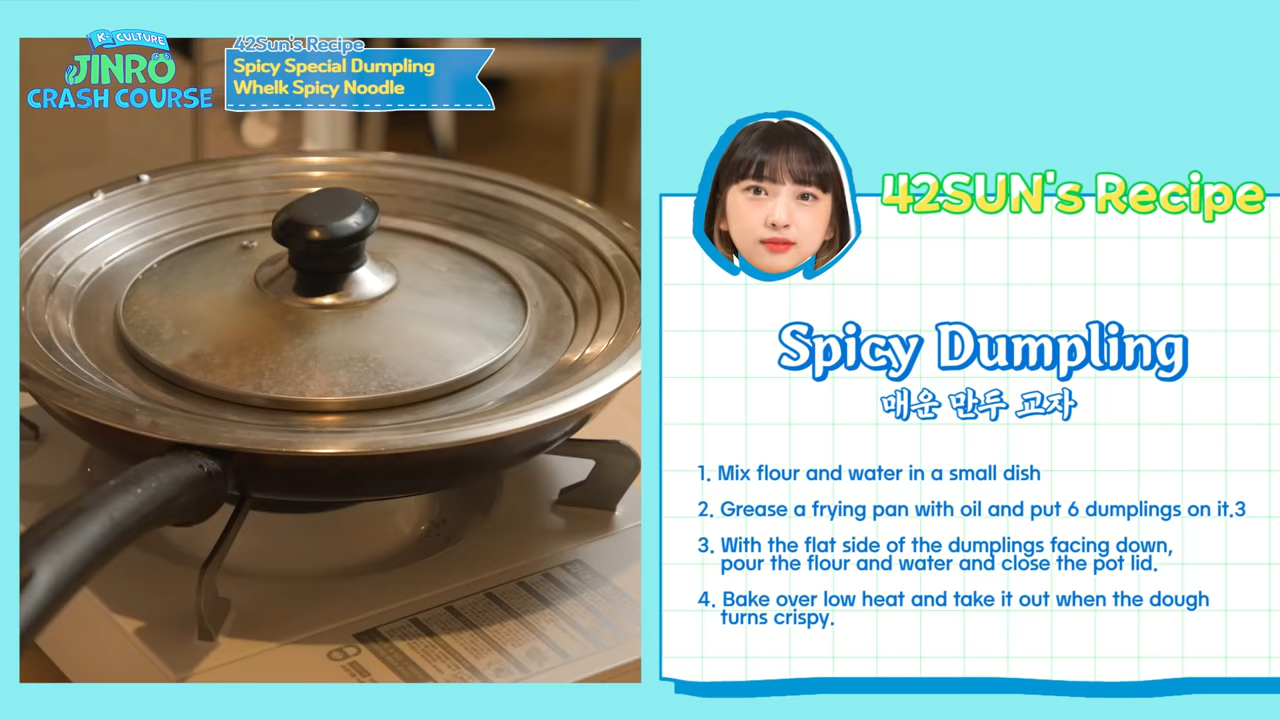 K-CULTURE
JINRO
CRASH COURSE
42Sun's Recipe
Spicy Special Dumpling
Whelk Spicy Noodle
42SUN's Recipe
Spicy Dumpling
매운 만두 교자
1. Mix flour and water in a small dish
2. Grease a frying pan with oil and put 6 dumplings on it.3
3. With the flat side of the dumplings facing down,
pour the flour and water and close the pot lid.
4. Bake over low heat and take it out when the dough
turns crispy.